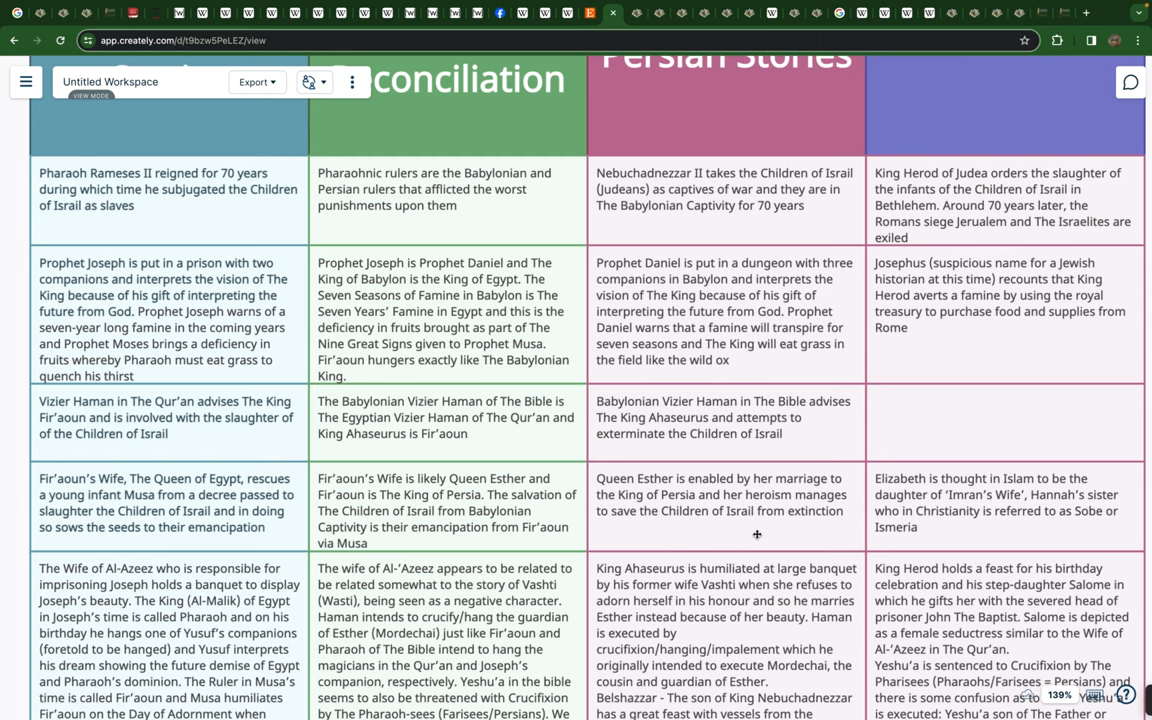 app.creately.com/d/t9bzw5PeLEZ/view
Untitled Workspace
Export
VIEW MODE
conciliation
Persian Stories
Pharaoh Rameses II reigned for 70 years
during which time he subjugated the Children
of Israil as slaves
Pharaohnic rulers are the Babylonian and
Persian rulers that afflicted the worst
punishments upon them
Nebuchadnezzar II takes the Children of Israil
(Judeans) as captives of war and they are in
The Babylonian Captivity for 70 years
King Herod of Judea orders the slaughter of
the infants of the Children of Israil in
Bethlehem. Around 70 years later, the
Romans siege Jerusalem and The Israelites are
exiled
Prophet Joseph is put in a prison with two
companions and interprets the vision of The
King because of his gift of interpreting the
future from God. Prophet Joseph warns of a
seven-year long famine in the coming years
and Prophet Moses brings a deficiency in
fruits whereby Pharaoh must eat grass to
quench his thirst
Prophet Joseph is Prophet Daniel and The
King of Babylon is the King of Egypt. The
Seven Seasons of Famine in Babylon is The
Seven Years' Famine in Egypt and this is the
deficiency in fruits brought as part of The
Nine Great Signs given to Prophet Musa.
Fir'aoun hungers exactly like The Babylonian
King.
Prophet Daniel is put in a dungeon with three
companions in Babylon and interprets the
vision of The King because of his gift of
interpreting the future from God. Prophet
Daniel warns that a famine will transpire for
seven seasons and The King will eat grass in
the field like the wild ox
Josephus (suspicious name for a Jewish
historian at this time) recounts that King
Herod averts a famine by using the royal
treasury to purchase food and supplies from
Rome
Vizier Haman in The Qur'an advises The King
Fir'aoun and is involved with the slaughter of
of the Children of Israil
The Babylonian Vizier Haman of The Bible is
The Egyptian Vizier Haman of The Qur'an and
King Ahaserus is Fir'aoun
Babylonian Vizier Haman in The Bible advises
The King Ahaseurus and attempts to
exterminate the Children of Israil
Fir'aoun's Wife, The Queen of Egypt, rescues
a young infant Musa from a decree passed to
slaughter the Children of Israil and in doing
so sows the seeds to their emancipation
Fir'aoun's Wife is likely Queen Esther and
Fir'aoun is The King of Persia. The salvation of
The Children of Israil from Babylonian
Captivity is their emancipation from Fir'aoun
via Musa
Queen Esther is enabled by her marriage to
the King of Persia and her heroism manages
to save the Children of Israil from extinction
Elizabeth is thought in Islam to be the
daughter of 'Imran's Wife', Hannah's sister
who in Christianity is referred to as Sobe or
Ismeria
The Wife of Al-Azeez who is responsible for
imprisoning Joseph holds a banquet to display
Joseph's beauty. The King (Al-Malik) of Egypt
in Joseph's time is called Pharaoh and on his
birthday he hangs one of Yusuf's companions
(foretold to be hanged) and Yusuf interprets
his dream showing the future demise of Egypt
and Pharaoh's dominion. The Ruler in Musa's
time is called Fir'aoun and Musa humiliates
Fir'aoun on the Day of Adornment when
The wife of Al-'Azeez appears to be related to
be related somewhat to the story of Vashti
(Wasti), being seen as a negative character.
Haman intends to crucify/hang the guardian
of Esther (Mordechai) just like Fir'aoun and
Pharaoh of The Bible intend to hang the
magicians in the Qur'an and Joseph's
companion, respectively. Yeshu'a in the bible
seems to also be threatened with Crucifixion
by The Pharaoh-sees (Farisees/Persians). We
King Ahaserus is humiliated at large banquet
by his former wife Vashti when she refuses to
adorn herself in his honour and so he marries
Esther instead because of her beauty. Haman
is executed by
crucifixion/hanging/impalement which he
originally intended to execute Mordechai, the
cousin and guardian of Esther.
Belshazzar - The son of King Nebuchadnezzar
has a great feast with vessels from the
King Herod holds a feast for his birthday
celebration and his step-daughter Salome in
which he gifts her with the severed head of
prisoner John The Baptist. Salome is depicted
as a female seductress similar to the Wife of
Al-'Azeez in The Qur'an.
Yeshu'a is sentenced to Crucifixion by The
Pharisees (Pariahs/Farisees = Persians) and
there is some confusion as to
is executed: Yeshu'a son of The Father
139%